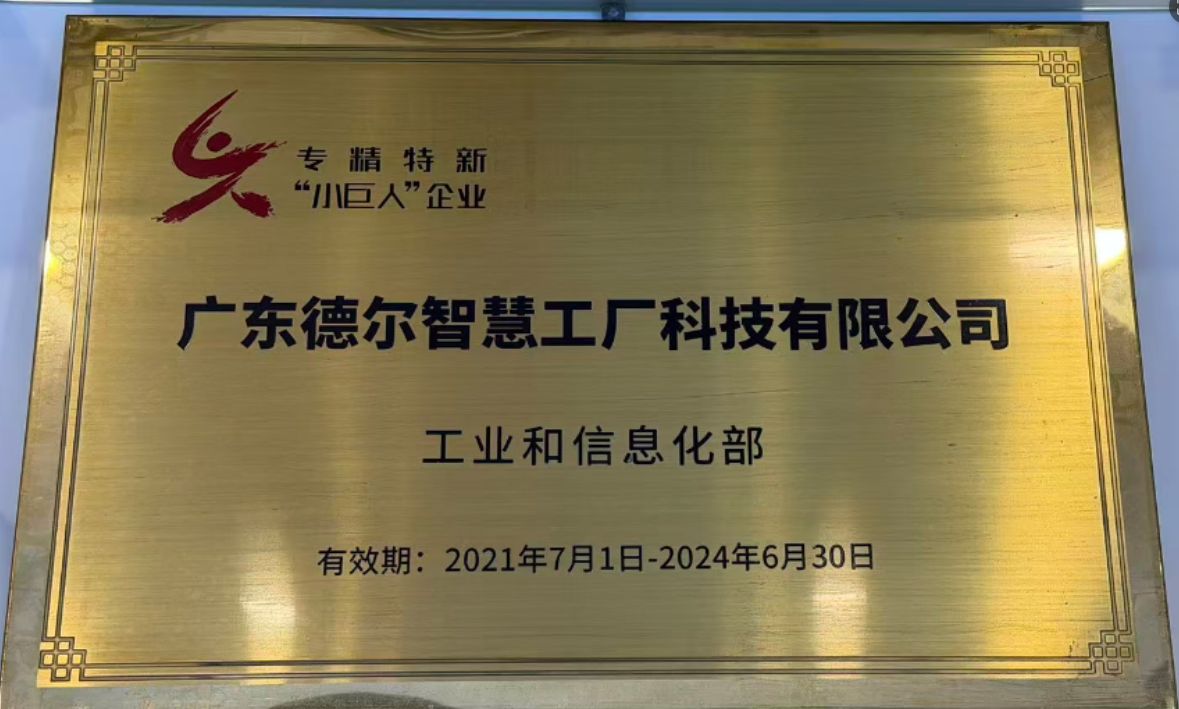 专精特新
“小巨人”企业
广东德尔智慧工厂科技有限公司
工业和信息化部
有效期：2021年7月1日-2024年6月30日